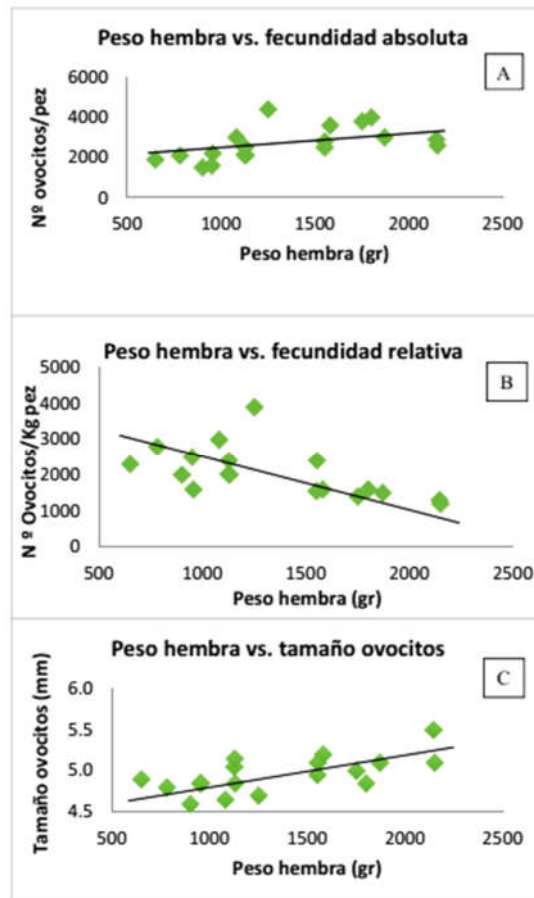 Peso hembra vs. fecundidad absoluta
A
Nº ovocitos/pez
6000
4000
2000
0
500 1000 1500 2000 2500
Peso hembra (gr)
Peso hembra vs. fecundidad relativa
B
N º Ovocitos/Kg pez
5000
4000
3000
2000
1000
0
500 1000 1500 2000 2500
Peso hembra (gr)
Peso hembra vs. tamaño ovocitos
C
Tamaño ovocitos (mm)
6.0
5.5
5.0
4.5
500 1000 1500 2000 2500
Peso hembra (gr)